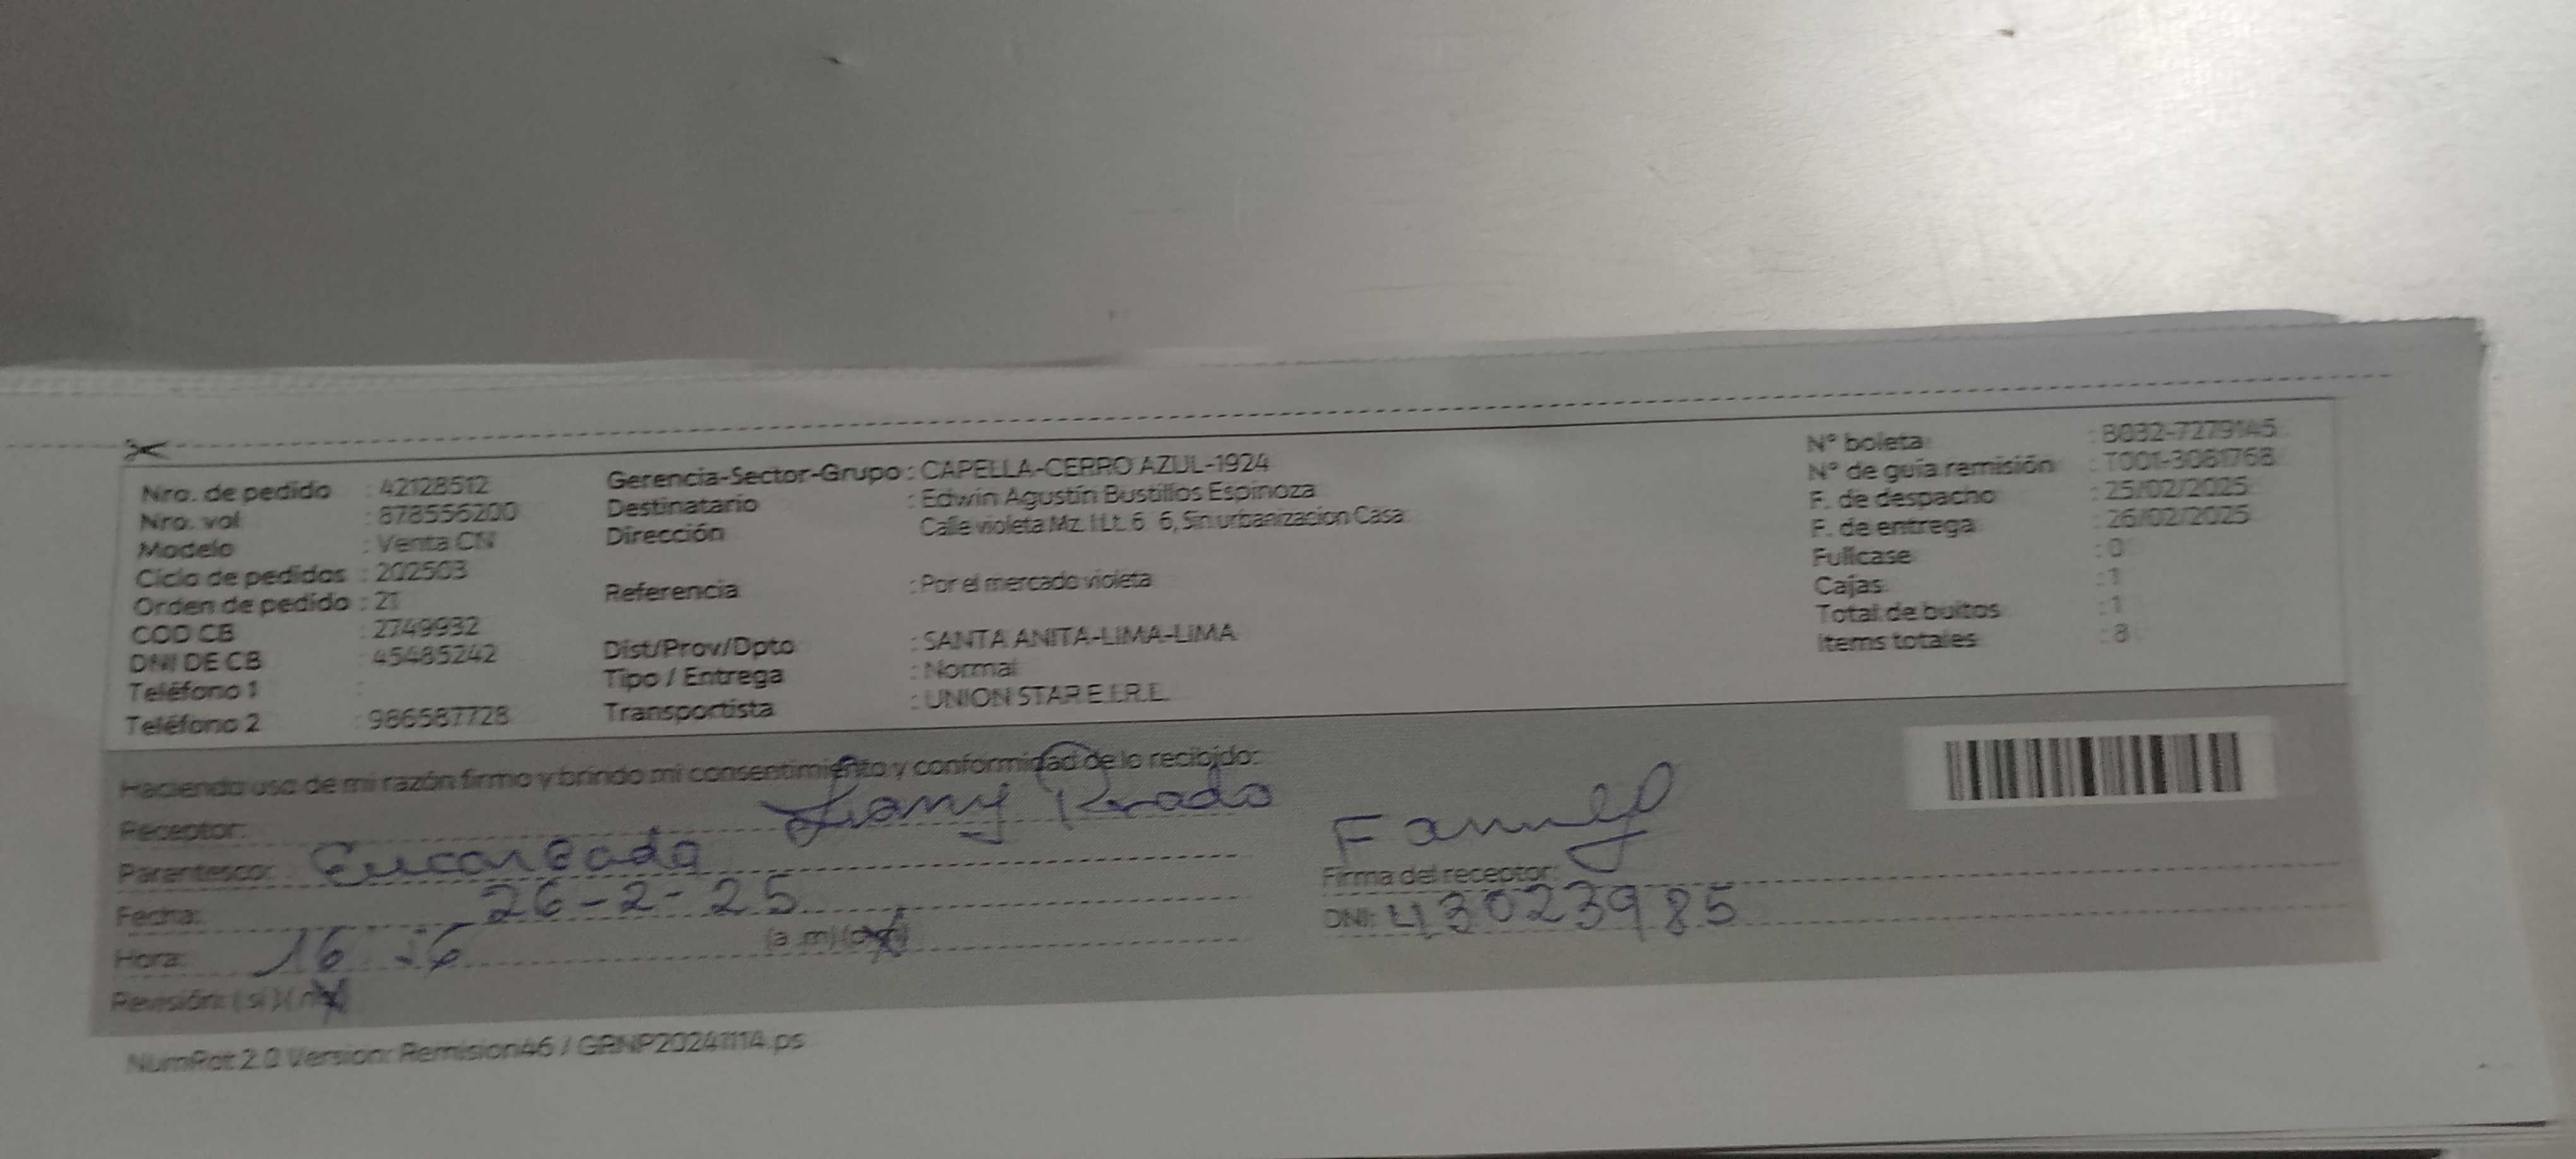 Nro. de pedido : 42128512
Nro. val : 878556200
Modelo : Venta CN
Ciclo de pedidos : 202503
Orden de pedido : 21
COD CB : 2749932
DNI DE CB : 45485242
Teléfono 1 :
Teléfono 2 : 986587728
Gerencia-Sector-Grupo : CAPELLA-CERRO AZUL-1924
Destinatario : Edwin Agustín Bustillos Espinoza
Dirección : Calle violeta Mz. I Lt. 6 6, Sin urbanizacion Casa
Referencia : Por el mercado violeta
Dist/Prov/Dpto : SANTA ANITA-LIMA-LIMA
Tipo / Entrega : Normal
Transportista : UNION STAR E.I.R.L.
N° boleta : B032-7279145
N° de guía remisión : T001-3081768
F. de despacho : 25/02/2025
F. de entrega : 26/02/2025
Fullcase : 0
Cajas : 1
Total de bultos : 1
Items totales : 8
Haciendo uso de mi razón firmo y brindo mi consentimiento y conformidad de lo recibido:
Receptor: Prado
Parentesco: Encargada
Fecha: 26-2-25
Hora: 16 (a.m) (p.m)
Revisión: (si) (no)
Firma del receptor:
DNI: 43023985
NumRot 2.0 Version: Remision46 / GRNP20241114.ps